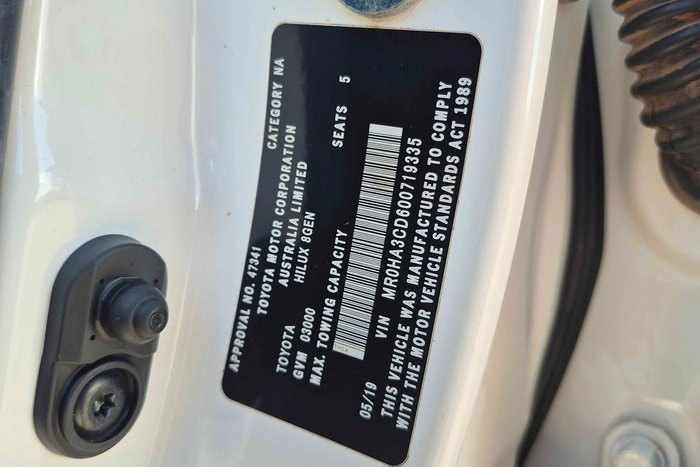 APPROVAL NO. 47341 CATEGORY NA
TOYOTA MOTOR CORPORATION
AUSTRALIA LIMITED
TOYOTA HILUX 8GEN
GVM 03000 SEATS 5
MAX. TOWING CAPACITY
05/19 VIN MR0HA3CD600719335
THIS VEHICLE WAS MANUFACTURED TO COMPLY
WITH THE MOTOR VEHICLE STANDARDS ACT 1989